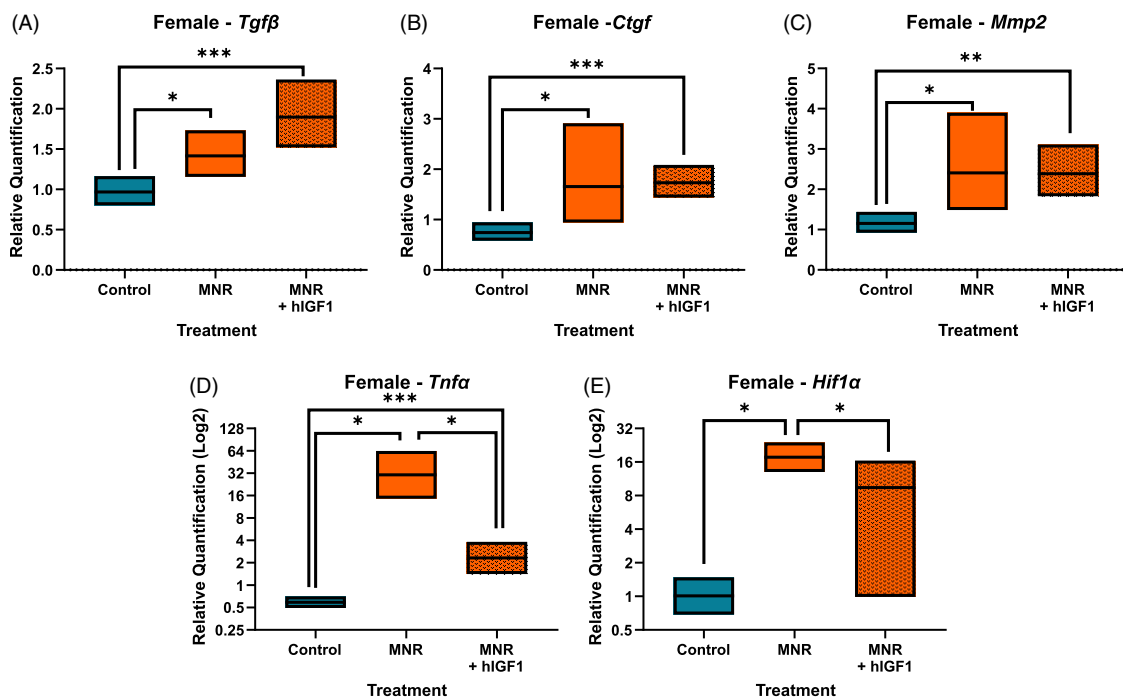 (A) Female - Tgfβ
***
*
Relative Quantification
2.5
2.0
1.5
1.0
0.5
0.0
Control
MNR
MNR
+ hIGF1
Treatment
(B) Female -Ctgf
***
*
Relative Quantification
4
3
2
1
0
Control
MNR
MNR
+ hIGF1
Treatment
(C) Female - Mmp2
**
*
Relative Quantification
5
4
3
2
1
0
Control
MNR
MNR
+ hIGF1
Treatment
(D) Female - Tnfα
***
* *
Relative Quantification (Log2)
128
64
32
16
8
4
2
1
0.5
0.25
Control
MNR
MNR
+ hIGF1
Treatment
(E) Female - Hif1α
* *
Relative Quantification (Log2)
32
16
8
4
2
1
0.5
Control
MNR
MNR
+ hIGF1
Treatment